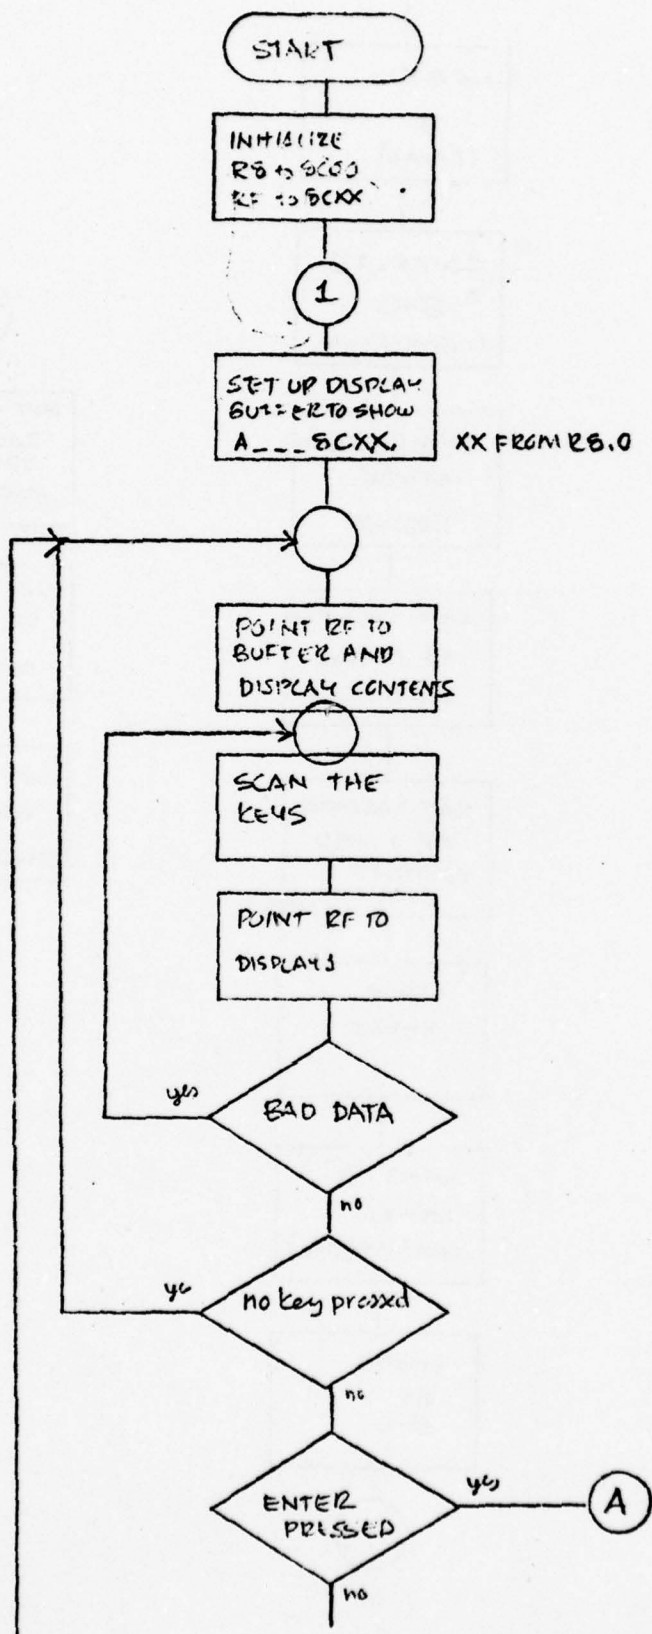 START
INITIALIZE
R8 to 8C00
RF to 8CXX
1
SET UP DISPLAY
BUFFER TO SHOW
A___8CXX.
XX FROM R8.0
POINT RF TO
BUFFER AND
DISPLAY CONTENTS
SCAN THE
KEYS
POINT RF TO
DISPLAY1
BAD DATA
yes
no
no key pressed
yes
no
ENTER
PRESSED
yes
A
no